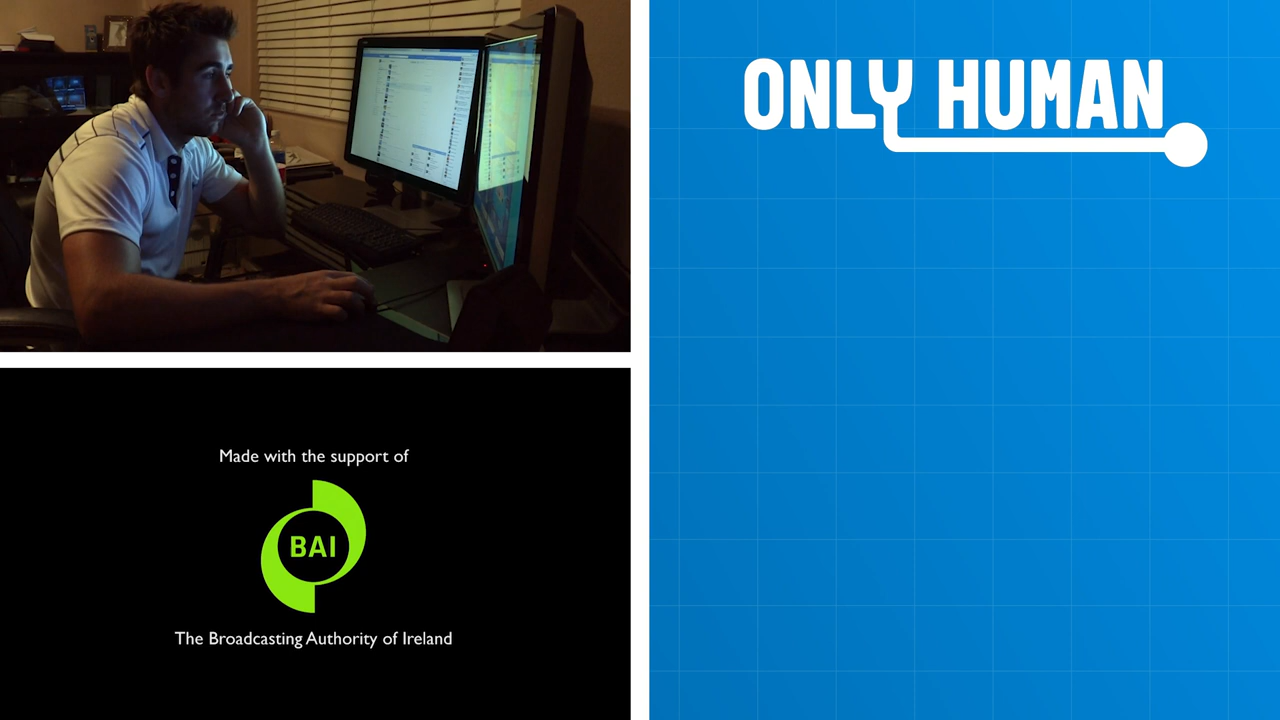 ONLY HUMAN
Made with the support of
BAI
The Broadcasting Authority of Ireland